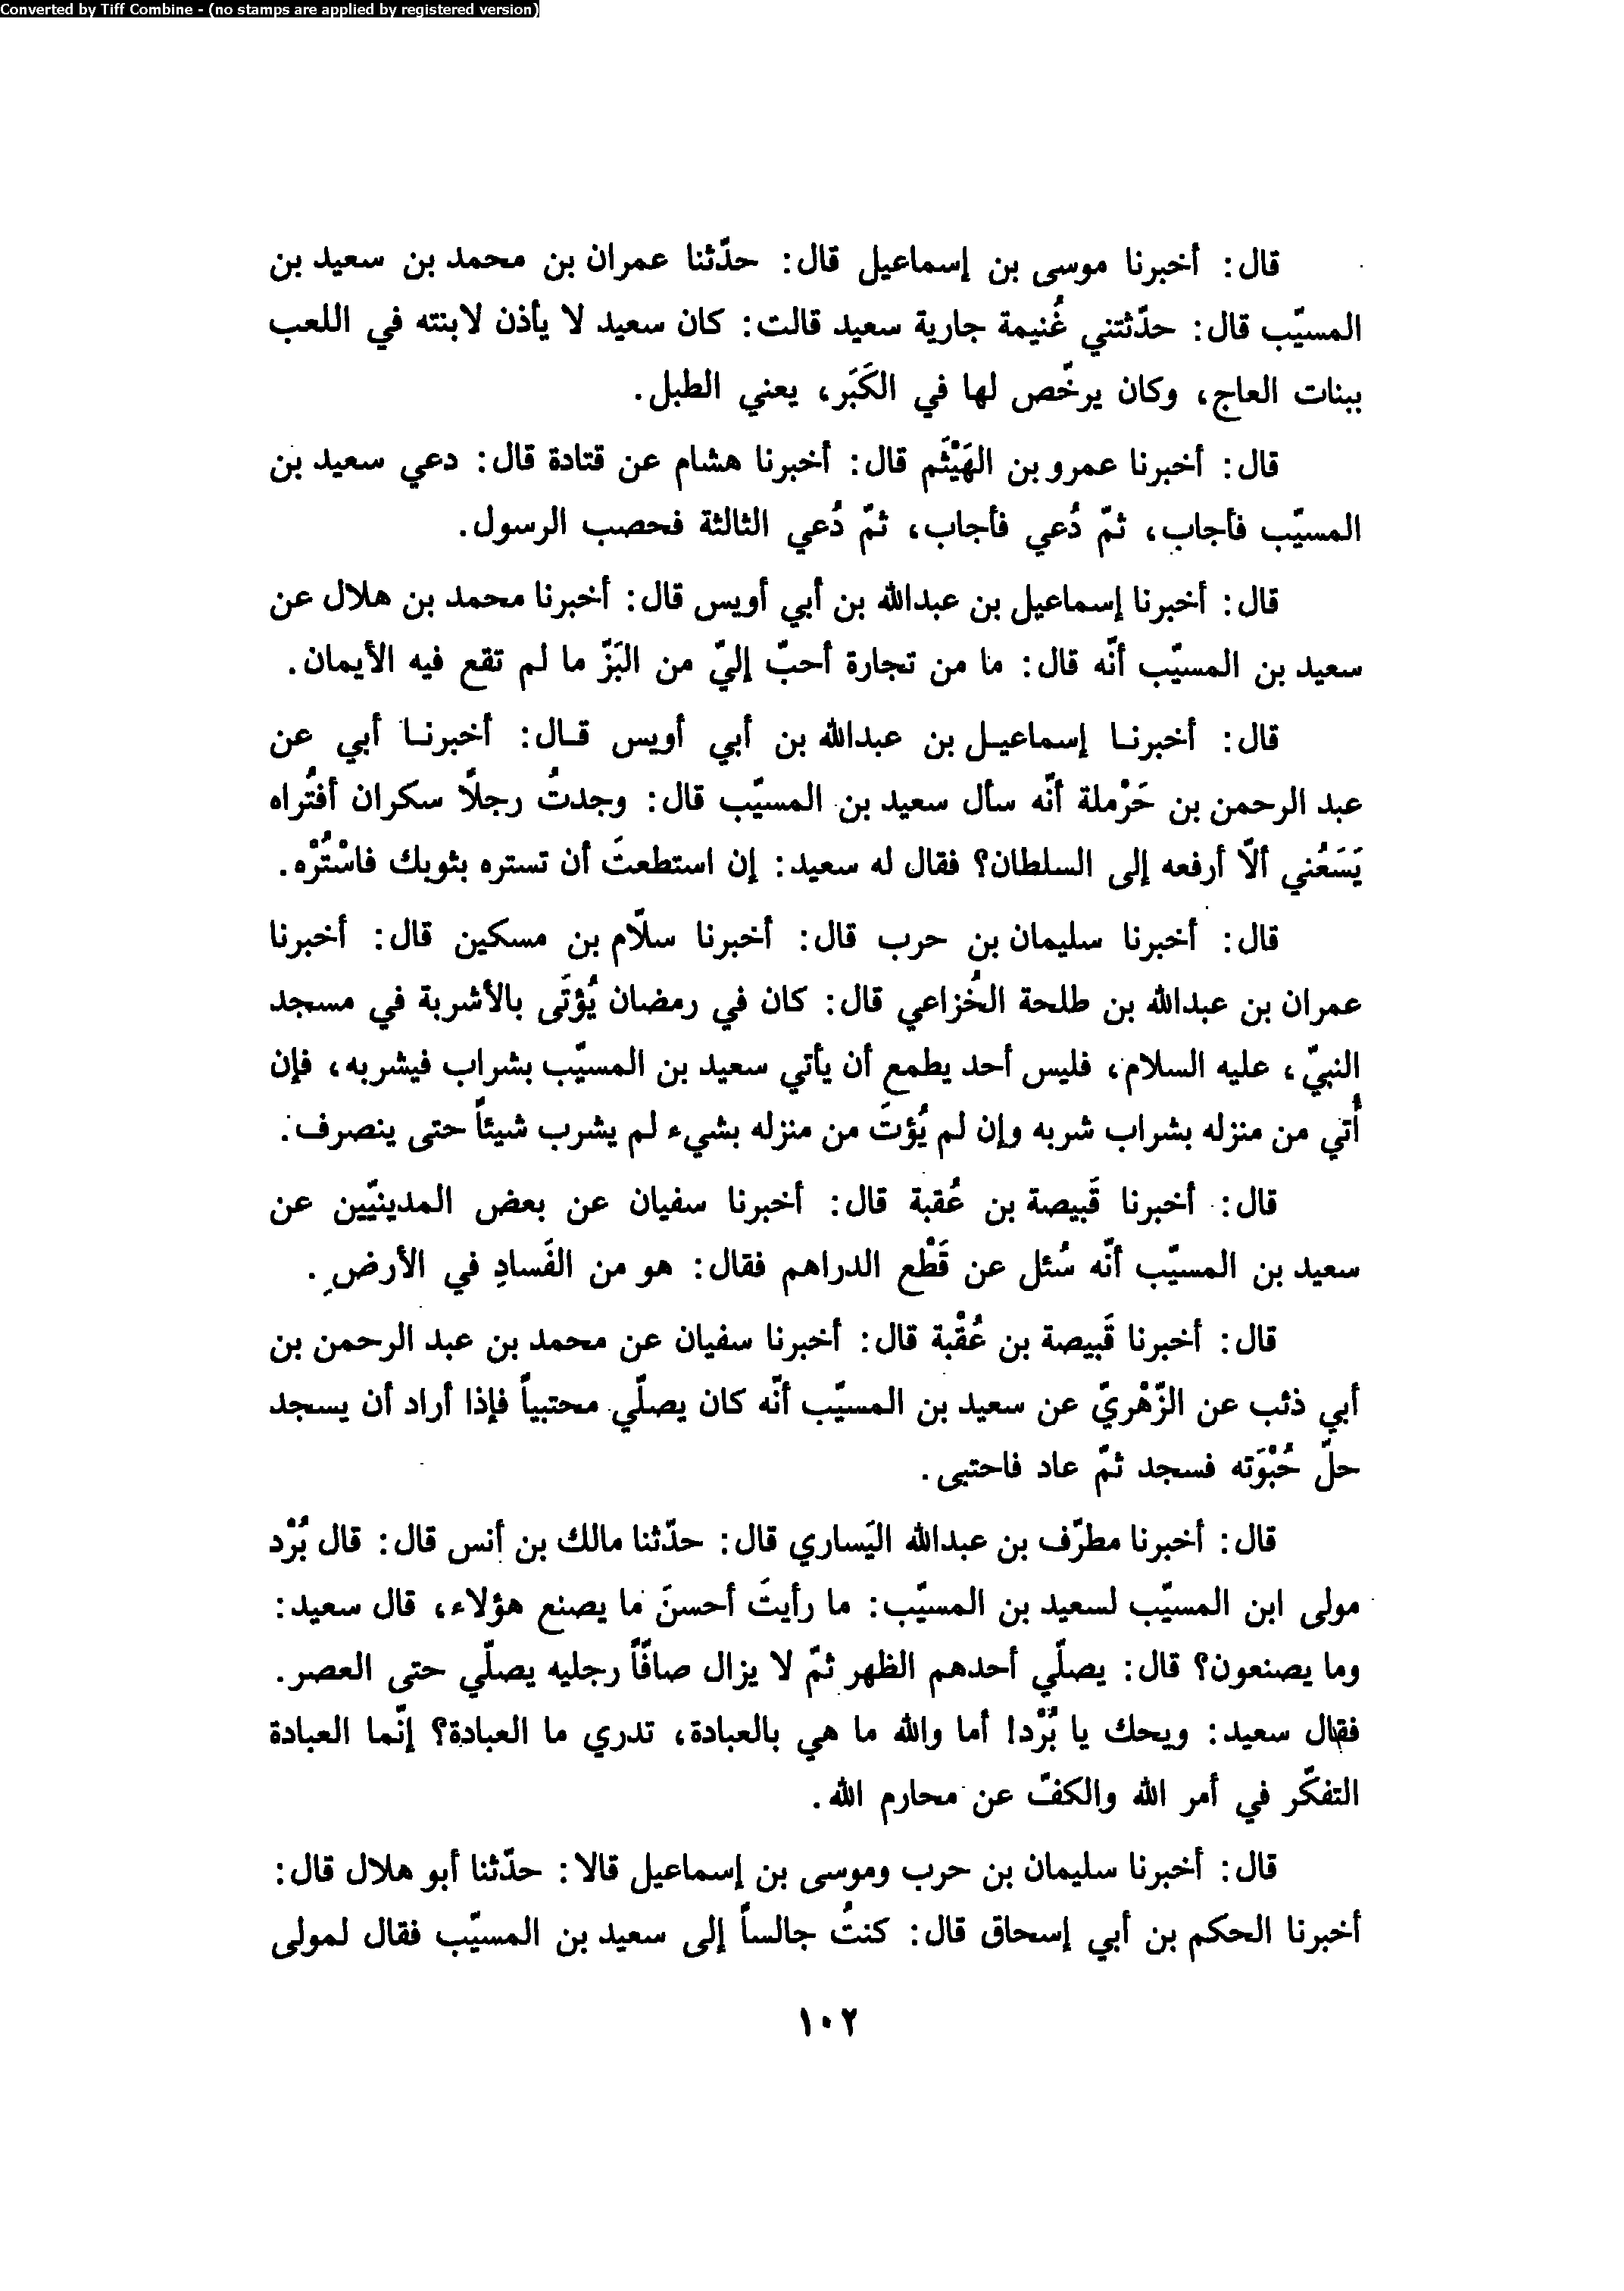 Converted by Tiff Combine - (no stamps are applied by registered version)
قال: أخبرنا موسى بن إسماعيل قال: حدّثنا عمران بن محمد بن سعيد بن
المسيّب قال: حدّثتني غُنيمة جارية سعيد قالت: كان سعيد لا يأذن لابنته في اللعب
ببنات العاج، وكان يرخّص لها في الكَبَر، يعني الطبل.
قال: أخبرنا عمرو بن الهَيْثَم قال: أخبرنا هشام عن قتادة قال: دعي سعيد بن
المسيّب فأجاب، ثمّ دُعي فأجاب، ثمّ دُعي الثالثة فحصب الرسول.
قال: أخبرنا إسماعيل بن عبدالله بن أبي أويس قال: أخبرنا محمد بن هلال عن
سعيد بن المسيّب أنّه قال: ما من تجارة أحبّ إليّ من البَزّ ما لم تقع فيه الأيمان.
قال: أخبرنا إسماعيل بن عبدالله بن أبي أويس قال: أخبرنا أبي عن
عبد الرحمن بن حَرْملة أنّه سأل سعيد بن المسيّب قال: وجدتُ رجلًا سكران أفتُراه
يَسَعُني ألّا أرفعه إلى السلطان؟ فقال له سعيد: إن استطعتَ أن تستره بثوبك فاسْتُرْه.
قال: أخبرنا سليمان بن حرب قال: أخبرنا سلّام بن مسكين قال: أخبرنا
عمران بن عبدالله بن طلحة الخُزاعي قال: كان في رمضان يُؤتَى بالأشربة في مسجد
النبيّ، عليه السلام، فليس أحد يطمع أن يأتي سعيد بن المسيّب بشراب فيشربه، فإن
أُتي من منزله بشراب شربه وإن لم يُؤتَ من منزله بشيء لم يشرب شيئاً حتى ينصرف.
قال: أخبرنا قَبيصة بن عُقبة قال: أخبرنا سفيان عن بعض المدينيّين عن
سعيد بن المسيّب أنّه سُئل عن قَطْع الدراهم فقال: هو من الفَسادِ في الأرضِ.
قال: أخبرنا قَبيصة بن عُقْبة قال: أخبرنا سفيان عن محمد بن عبد الرحمن بن
أبي ذئب عن الزّهْريّ عن سعيد بن المسيّب أنّه كان يصلّي محتبياً فإذا أراد أن يسجد
حلّ حُبْوَته فسجد ثمّ عاد فاحتبى.
قال: أخبرنا مطرّف بن عبدالله اليَساري قال: حدّثنا مالك بن أنس قال: قال بُرْد
مولى ابن المسيّب لسعيد بن المسيّب: ما رأيتَ أحسنَ ما يصنع هؤلاء، قال سعيد:
وما يصنعون؟ قال: يصلّي أحدهم الظهر ثمّ لا يزال صافّاً رجليه يصلّي حتى العصر.
فقال سعيد: ويحك يا بُرْد! أما والله ما هي بالعبادة، تدري ما العبادة؟ إنّما العبادة
التفكّر في أمر الله والكفّ عن محارم الله.
قال: أخبرنا سليمان بن حرب وموسى بن إسماعيل قالا: حدّثنا أبو هلال قال:
أخبرنا الحكم بن أبي إسحاق قال: كنتُ جالساً إلى سعيد بن المسيّب فقال لمولى
١٠٢